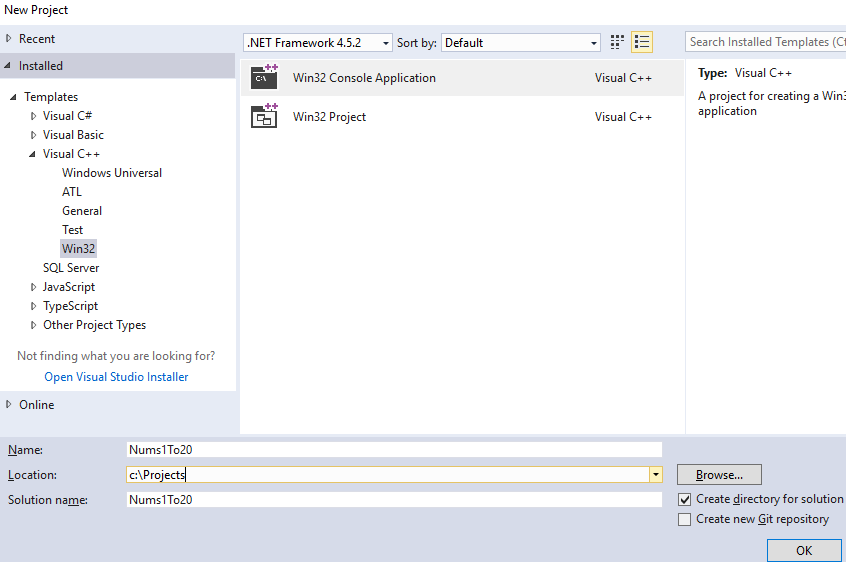 New Project
Recent
Installed
Templates
Visual C#
Visual Basic
Visual C++
Windows Universal
ATL
General
Test
Win32
SQL Server
JavaScript
TypeScript
Other Project Types
Not finding what you are looking for?
Open Visual Studio Installer
Online
.NET Framework 4.5.2 Sort by: Default
Search Installed Templates (Ct
Win32 Console Application Visual C++
Win32 Project Visual C++
Type: Visual C++
A project for creating a Win3
application
Name: Nums1To20
Location: c:\Projects
Browse...
Solution name: Nums1To20
Create directory for solution
Create new Git repository
OK